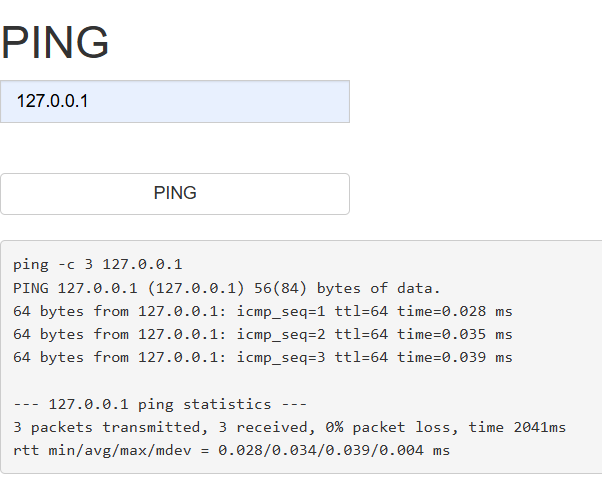 PING
127.0.0.1
PING
ping -c 3 127.0.0.1
PING 127.0.0.1 (127.0.0.1) 56(84) bytes of data.
64 bytes from 127.0.0.1: icmp_seq=1 ttl=64 time=0.028 ms
64 bytes from 127.0.0.1: icmp_seq=2 ttl=64 time=0.035 ms
64 bytes from 127.0.0.1: icmp_seq=3 ttl=64 time=0.039 ms

--- 127.0.0.1 ping statistics ---
3 packets transmitted, 3 received, 0% packet loss, time 2041ms
rtt min/avg/max/mdev = 0.028/0.034/0.039/0.004 ms